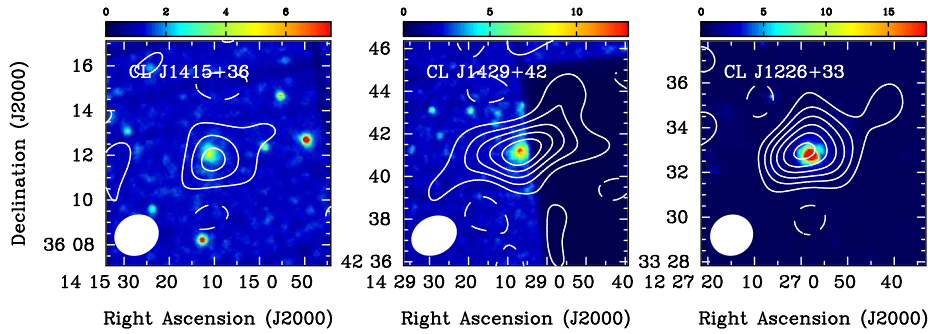 0 2 4 6
0 5 10
0 5 10 15
CL J1415+36
CL J1429+42
CL J1226+33
Declination (J2000)
16
14
12
10
36 08
46
44
42
40
38
42 36
36
34
32
30
33 28
14 15 30 20 10 15 0 50
14 29 30 20 10 29 0 50 40
12 27 20 10 27 0 50 40
Right Ascension (J2000)
Right Ascension (J2000)
Right Ascension (J2000)